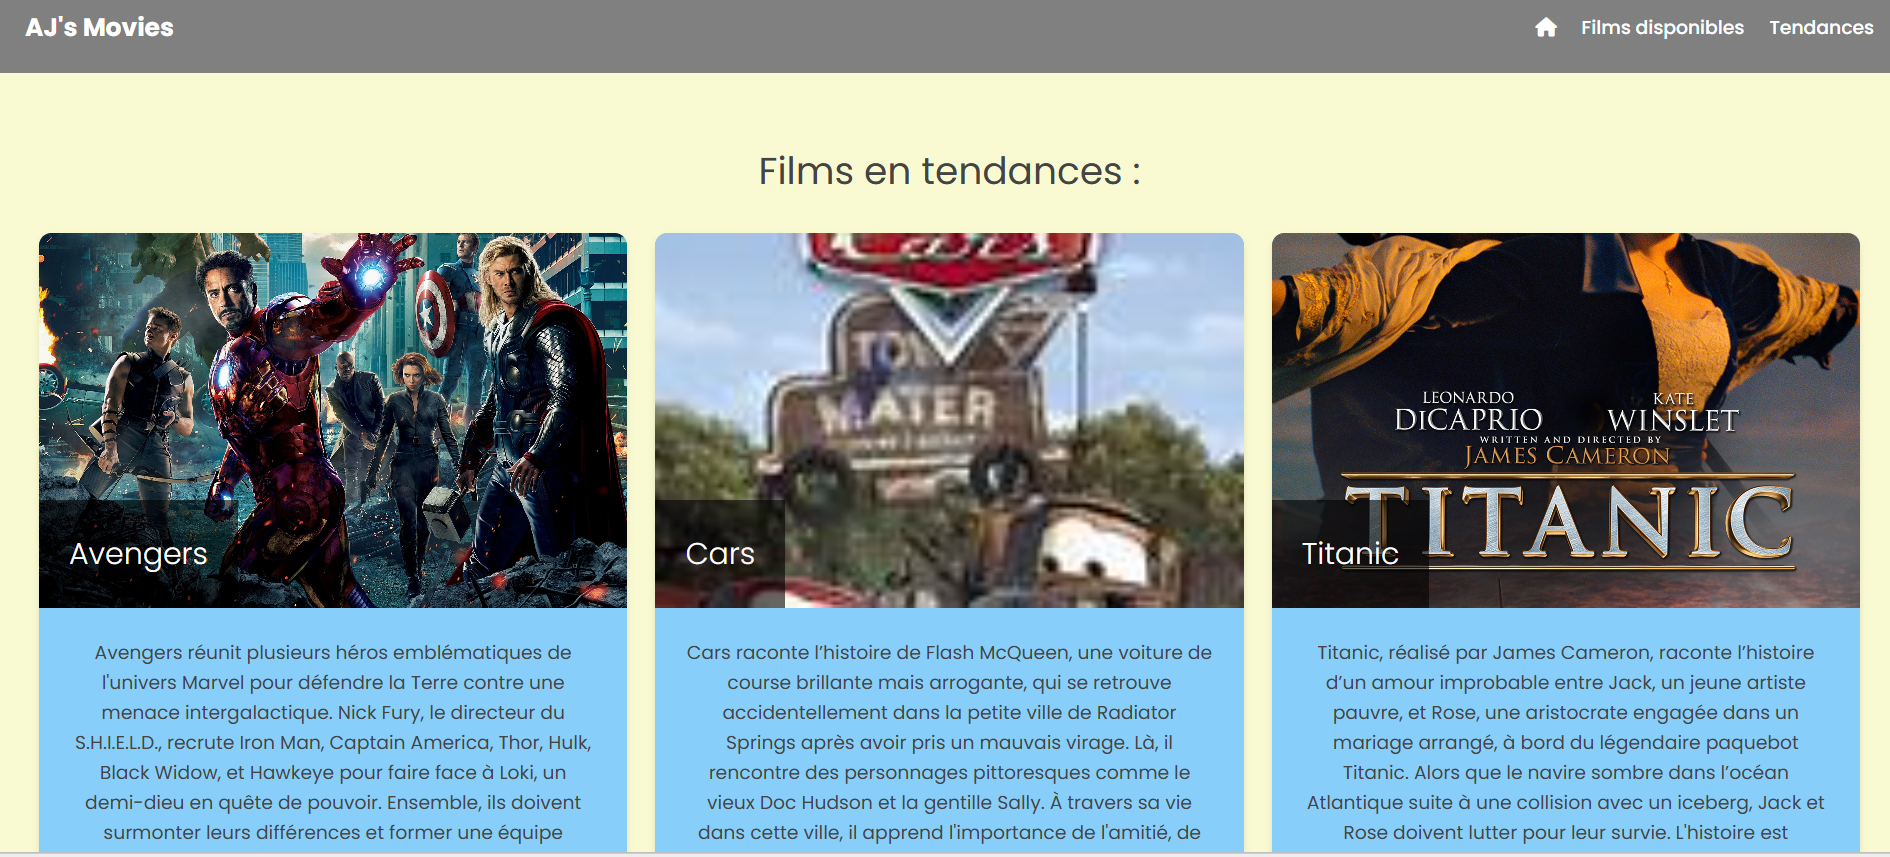 AJ's Movies
Films disponibles
Tendances
Films en tendances :
TOW
MATER
LEONARDO
DiCAPRIO
KATE
WINSLET
WRITTEN AND DIRECTED BY
JAMES CAMERON
TITANIC
Avengers
Cars
Titanic
Avengers réunit plusieurs héros emblématiques de
l'univers Marvel pour défendre la Terre contre une
menace intergalactique. Nick Fury, le directeur du
S.H.I.E.L.D., recrute Iron Man, Captain America, Thor, Hulk,
Black Widow, et Hawkeye pour faire face à Loki, un
demi-dieu en quête de pouvoir. Ensemble, ils doivent
surmonter leurs différences et former une équipe
Cars raconte l’histoire de Flash McQueen, une voiture de
course brillante mais arrogante, qui se retrouve
accidentellement dans la petite ville de Radiator
Springs après avoir pris un mauvais virage. Là, il
rencontre des personnages pittoresques comme le
vieux Doc Hudson et la gentille Sally. À travers sa vie
dans cette ville, il apprend l'importance de l'amitié, de
Titanic, réalisé par James Cameron, raconte l’histoire
d’un amour improbable entre Jack, un jeune artiste
pauvre, et Rose, une aristocrate engagée dans un
mariage arrangé, à bord du légendaire paquebot
Titanic. Alors que le navire sombre dans l’océan
Atlantique suite à une collision avec un iceberg, Jack et
Rose doivent lutter pour leur survie. L'histoire est